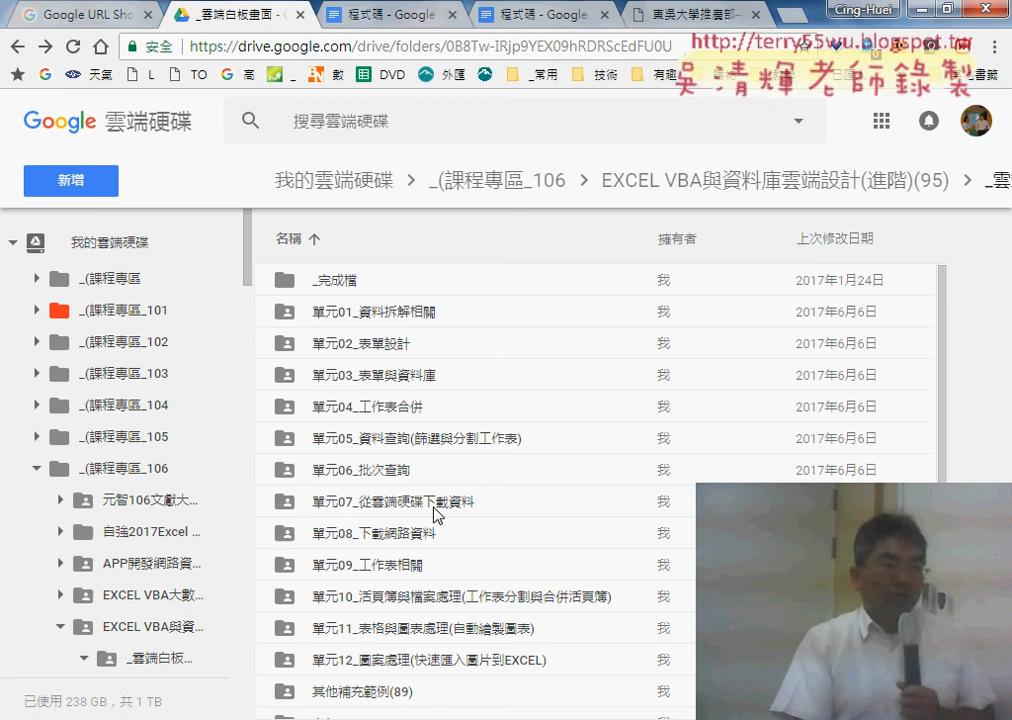 Google URL Sho
_雲端白板畫面 -
程式碼 - Google
程式碼 - Google
東吳大學推廣部-
Cing-Huei
安全
https://drive.google.com/drive/folders/0B8Tw-IRjp9YEX09hRDRScEdFU0U
http://terry55wu.blogspot.tw
天氣
L
TO
高
數
DVD
外匯
_常用
技術
有趣
吳清輝老師錄製
Google 雲端硬碟
搜尋雲端硬碟
新增
我的雲端硬碟 > _(課程專區_106 > EXCEL VBA與資料庫雲端設計(進階)(95) > _雲
我的雲端硬碟
_(課程專區
_(課程專區_101
_(課程專區_102
_(課程專區_103
_(課程專區_104
_(課程專區_105
_(課程專區_106
元智106文獻大...
自強2017Excel ...
APP開發網路資...
EXCEL VBA大數...
EXCEL VBA與資...
_雲端白板...
已使用 238 GB，共 1 TB
名稱 擁有者 上次修改日期
_完成檔 我 2017年1月24日
單元01_資料拆解相關 我 2017年6月6日
單元02_表單設計 我 2017年6月6日
單元03_表單與資料庫 我 2017年6月6日
單元04_工作表合併 我 2017年6月6日
單元05_資料查詢(篩選與分割工作表) 我 2017年6月6日
單元06_批次查詢 我 2017年6月6日
單元07_從雲端硬碟下載資料 我
單元08_下載網路資料 我
單元09_工作表相關 我
單元10_活頁簿與檔案處理(工作表分割與合併活頁簿) 我
單元11_表格與圖表處理(自動繪製圖表) 我
單元12_圖案處理(快速匯入圖片到EXCEL) 我
其他補充範例(89) 我